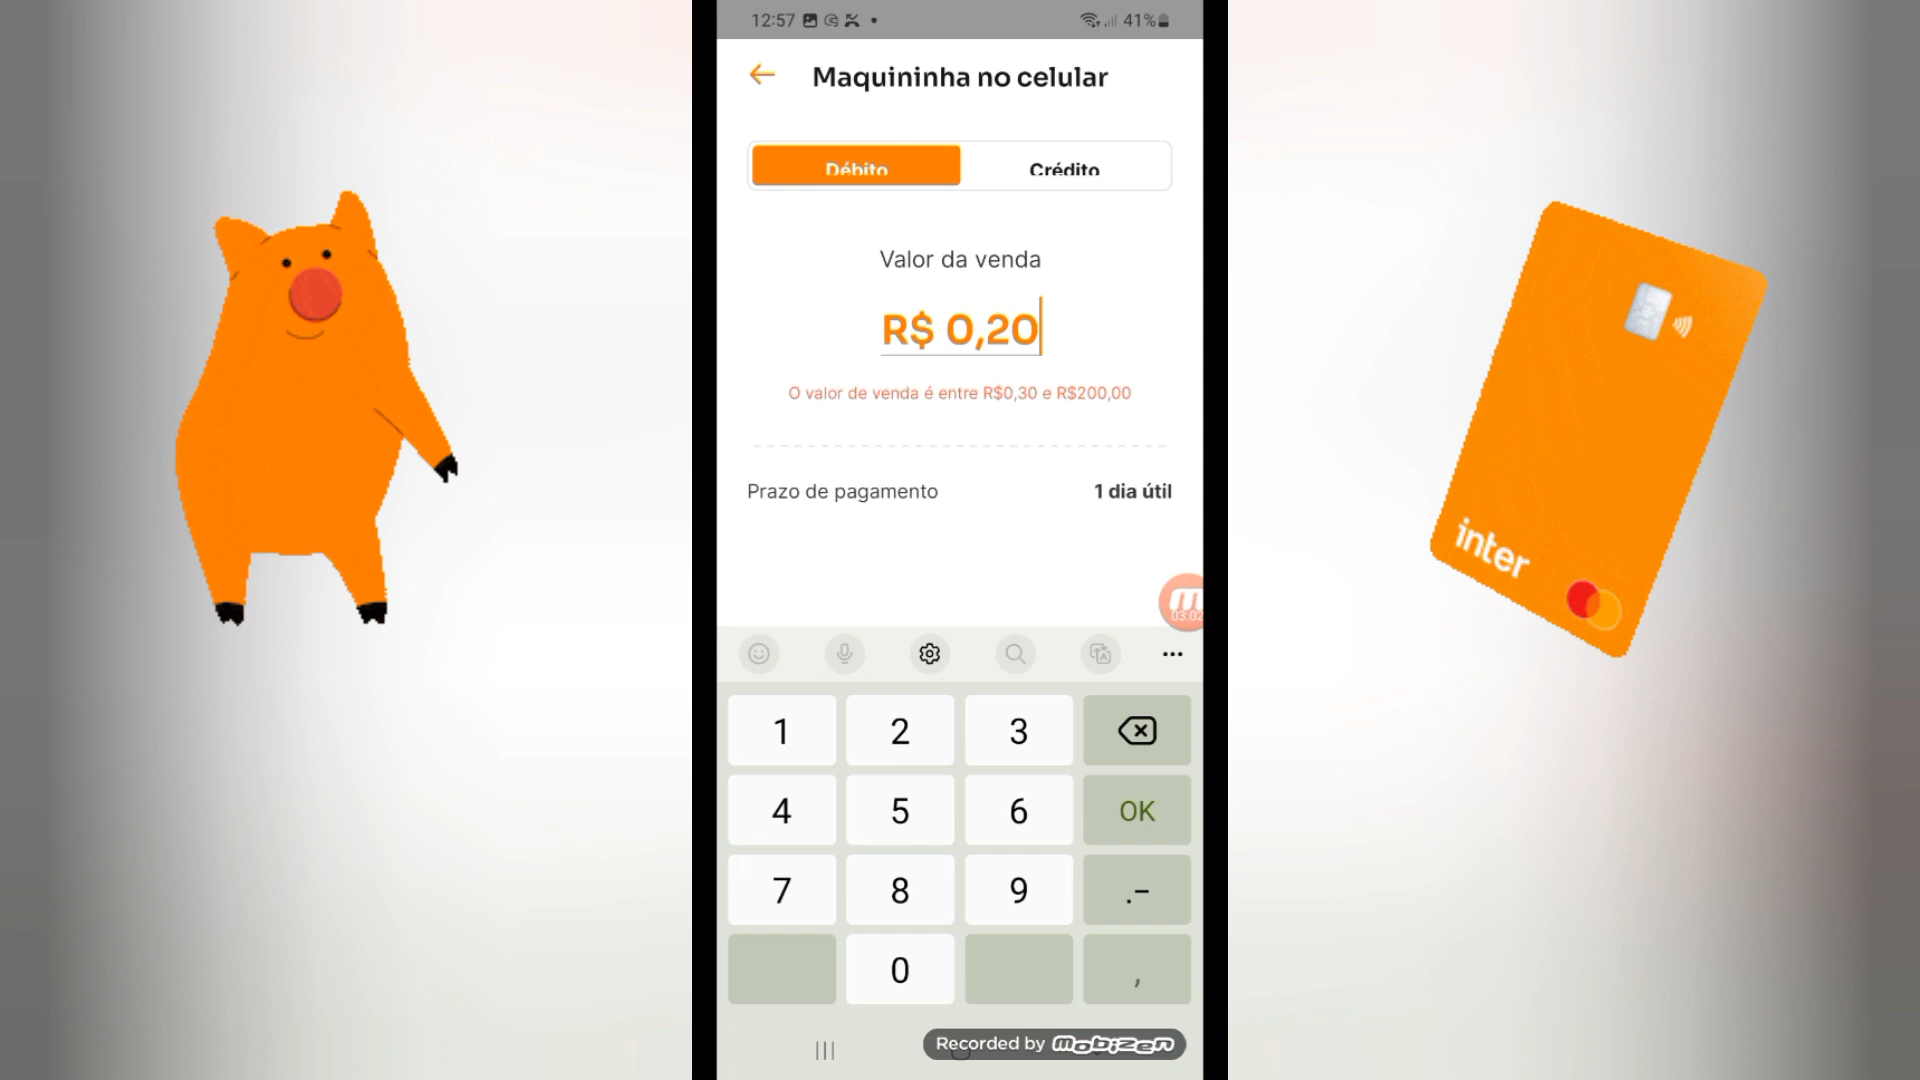 12:57
41%
Maquininha no celular
Débito
Crédito
Valor da venda
R$ 0,20
O valor de venda é entre R$0,30 e R$200,00
Prazo de pagamento
1 dia útil
03:02
1
2
3
4
5
6
OK
7
8
9
.-
0
,
Recorded by Mobizen
inter